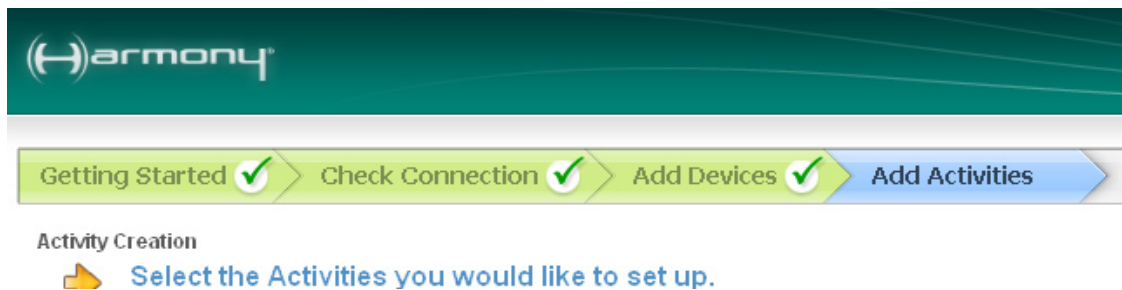 Harmony®
Getting Started Check Connection Add Devices Add Activities
Activity Creation
Select the Activities you would like to set up.